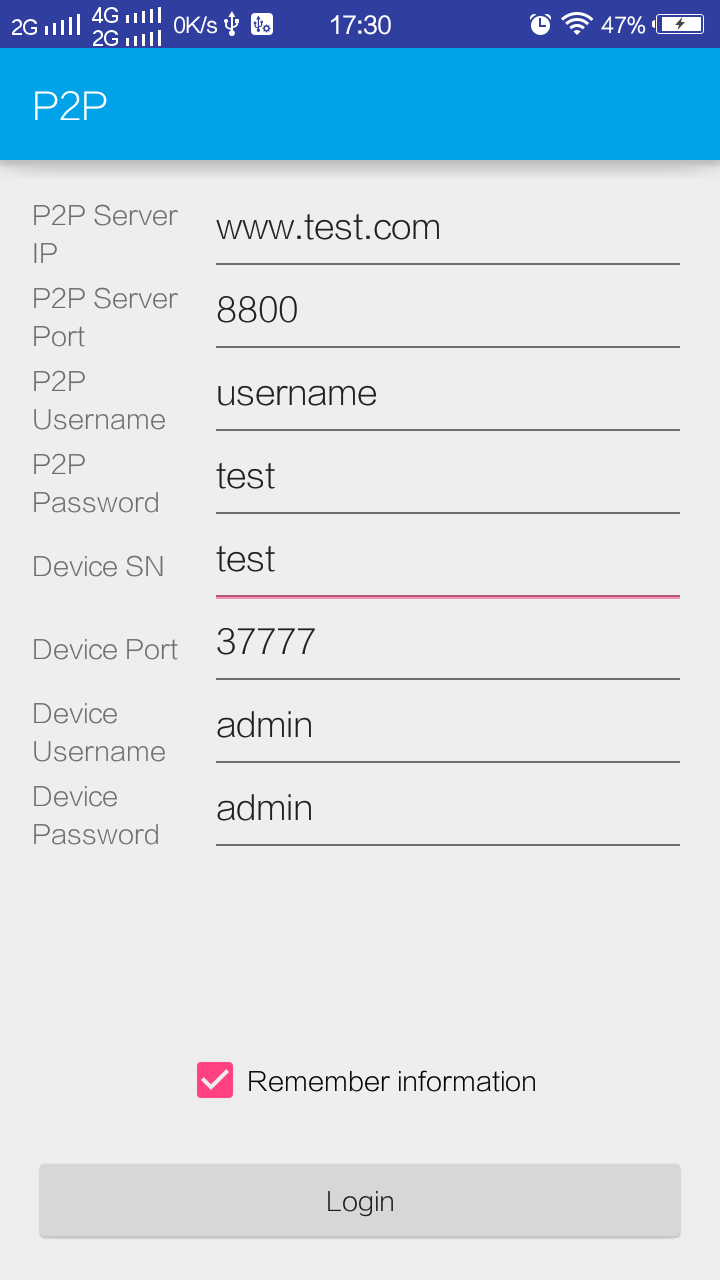 2G 4G 2G 0K/s 17:30 47%
P2P
P2P Server IP www.test.com
P2P Server Port 8800
P2P Username username
P2P Password test
Device SN test
Device Port 37777
Device Username admin
Device Password admin
Remember information
Login